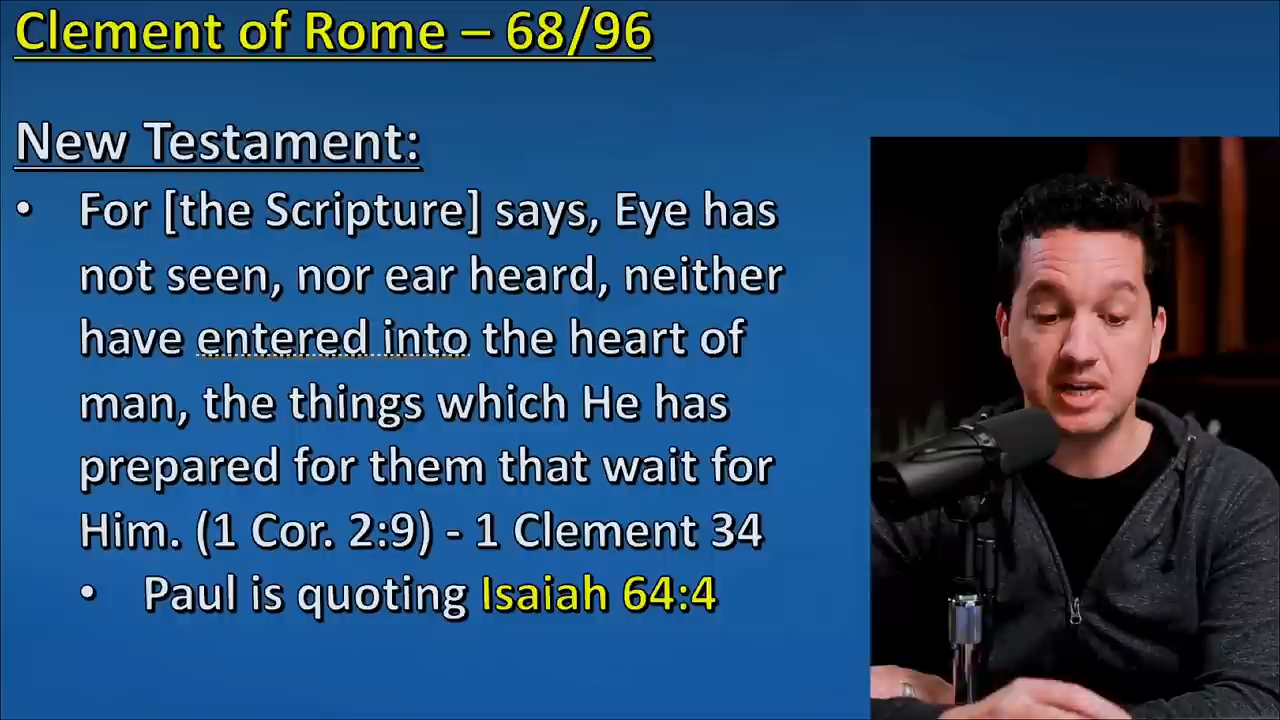 Clement of Rome – 68/96
New Testament:
• For [the Scripture] says, Eye has
not seen, nor ear heard, neither
have entered into the heart of
man, the things which He has
prepared for them that wait for
Him. (1 Cor. 2:9) - 1 Clement 34
• Paul is quoting Isaiah 64:4